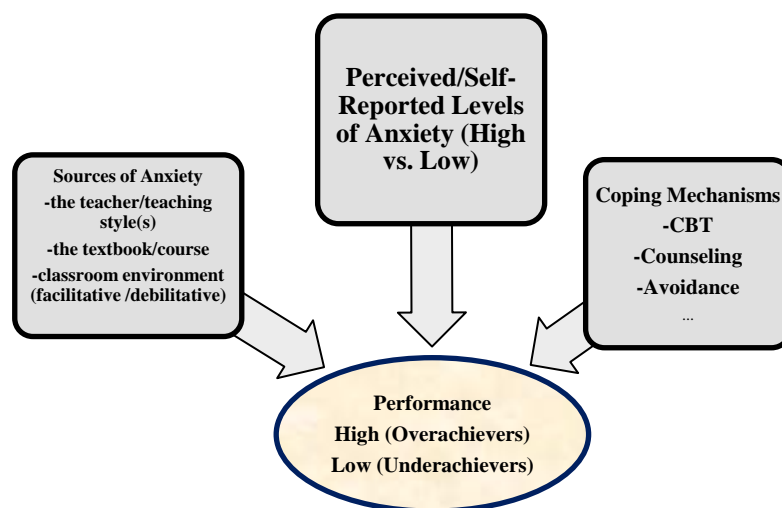 Perceived/Self-
Reported Levels
of Anxiety (High
vs. Low)
Sources of Anxiety
-the teacher/teaching
style(s)
-the textbook/course
-classroom environment
(facilitative /debilitative)
Coping Mechanisms
-CBT
-Counseling
-Avoidance
...
Performance
High (Overachievers)
Low (Underachievers)